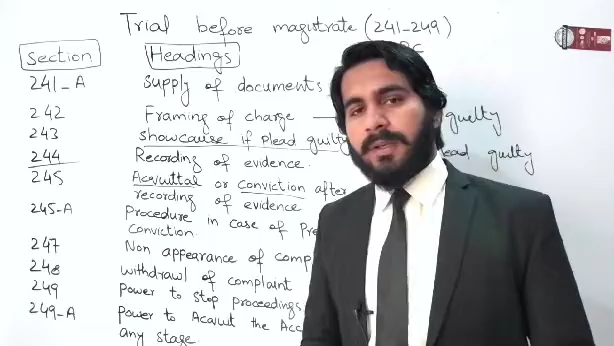 Trial before magistrate (241-249)
Section Headings PC
241-A Supply of documents
242 Framing of charge — guilty
243 showcause if Plead guilty
244 Recording of evidence. lead guilty
245 Acquittal or conviction after
recording of evidence
245-A Procedure in case of Pre
conviction.
247 Non appearance of comp
248 withdrawl of complaint
249 Power to stop proceedings
249-A Power to Acquit the Acc
any stage.